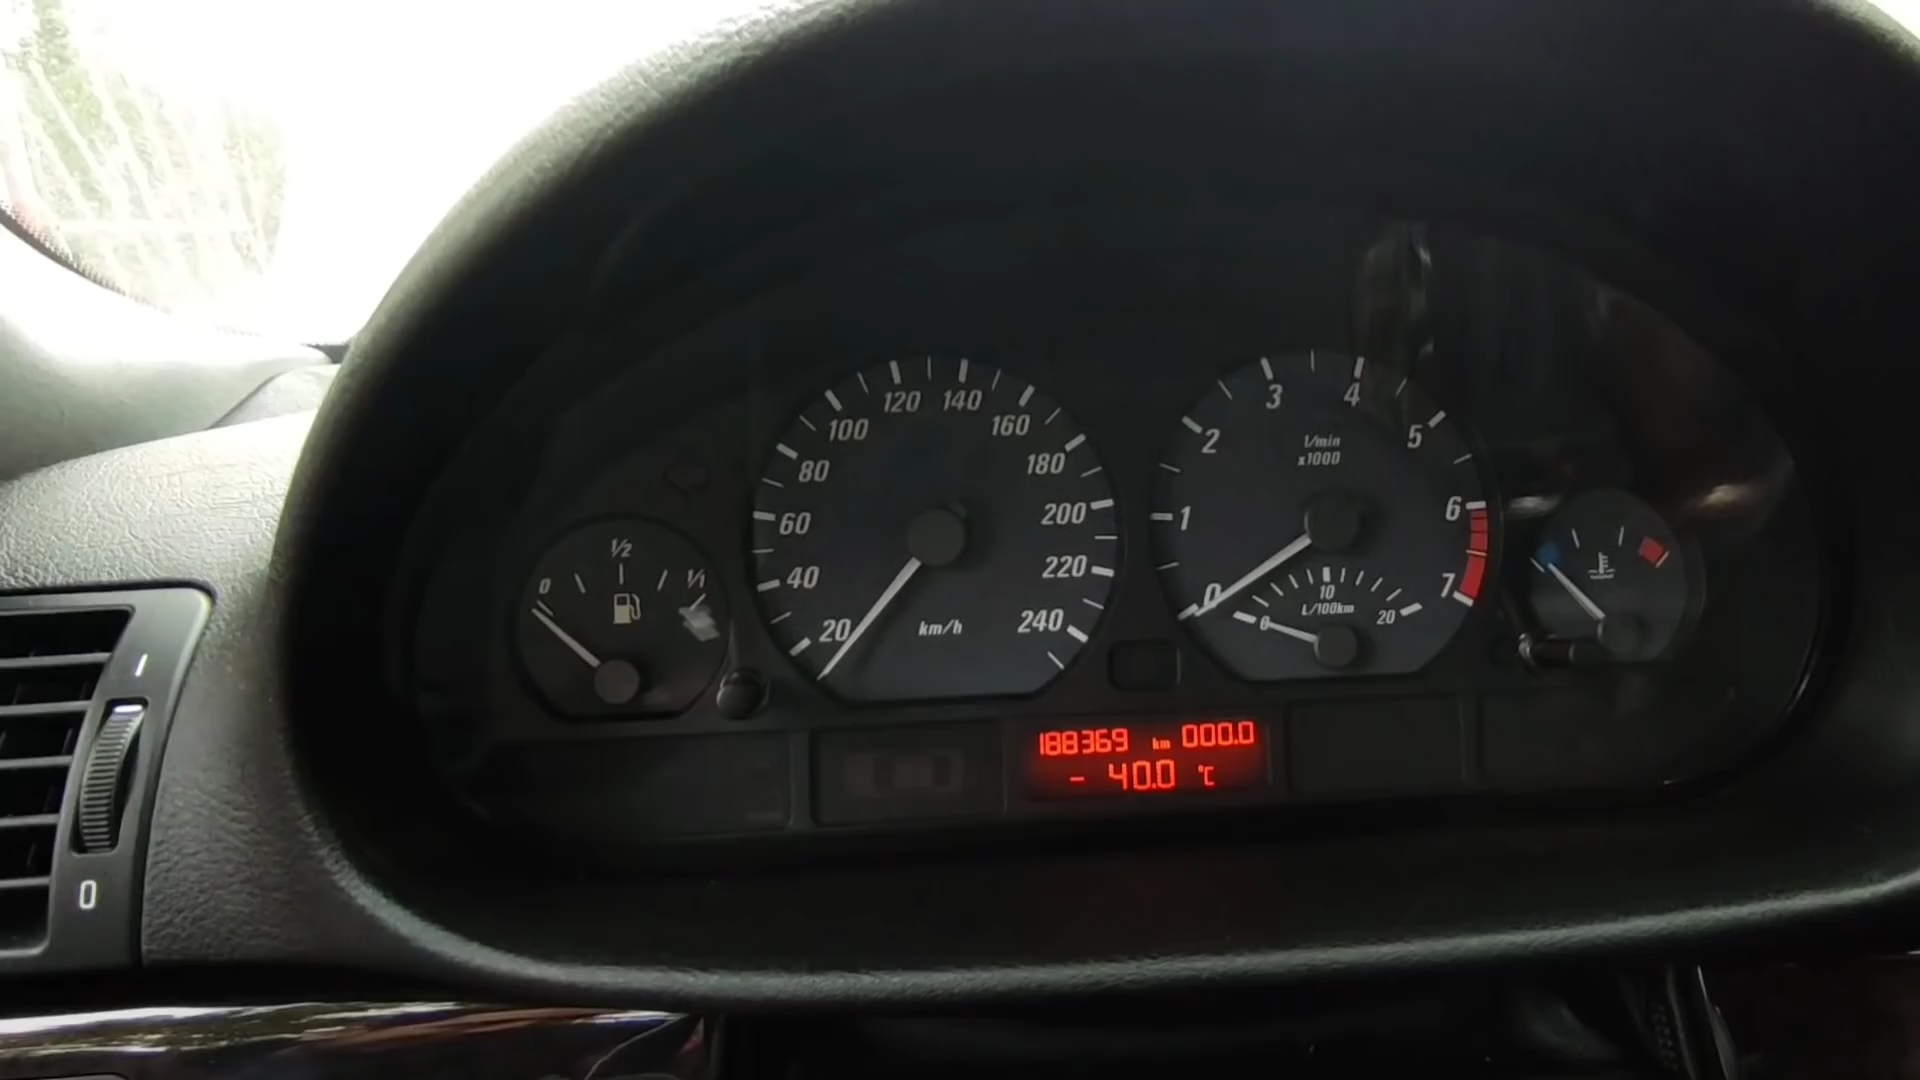 0 1/2 1/1
20 40 60 80 100 120 140 160 180 200 220 240
km/h
0 1 2 3 4 5 6 7
1/min
x1000
0 10 20
L/100km
188369 km 000.0
- 40.0 °C
0